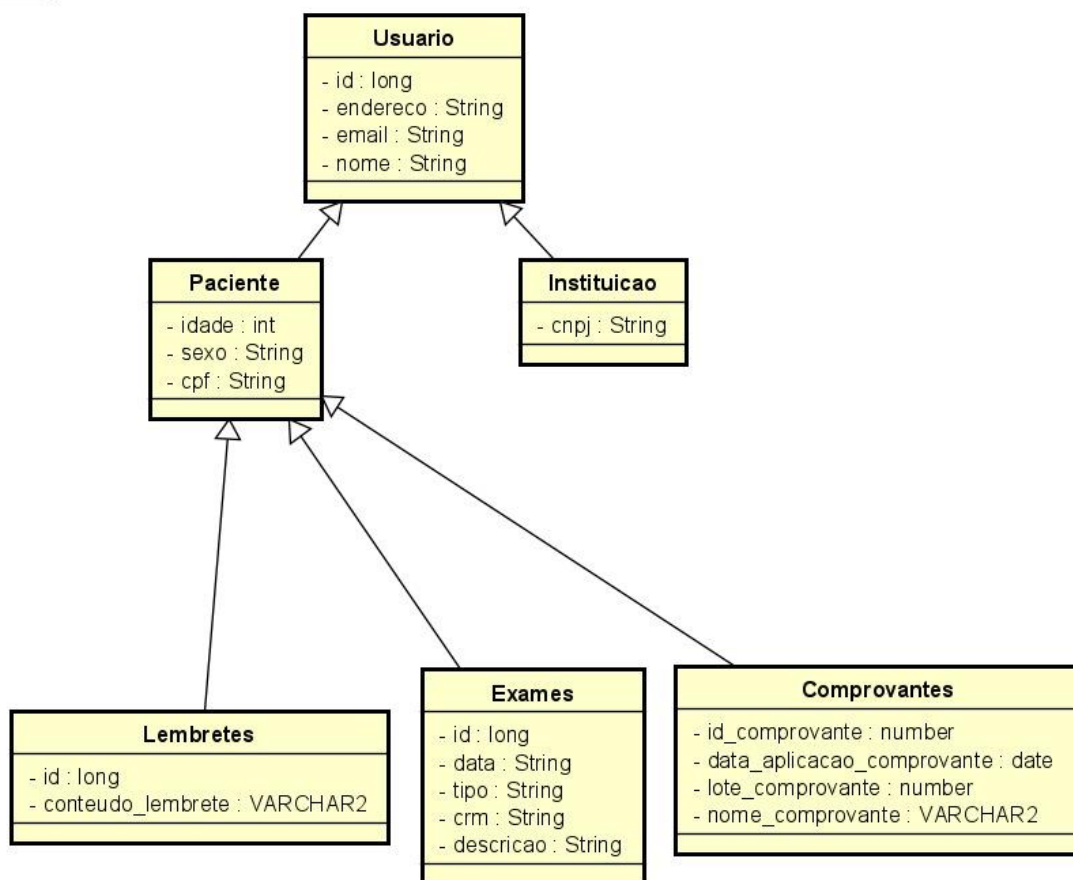 Usuario
- id : long
- endereco : String
- email : String
- nome : String
Paciente
- idade : int
- sexo : String
- cpf : String
Instituicao
- cnpj : String
Lembretes
- id : long
- conteudo_lembrete : VARCHAR2
Exames
- id : long
- data : String
- tipo : String
- crm : String
- descricao : String
Comprovantes
- id_comprovante : number
- data_aplicacao_comprovante : date
- lote_comprovante : number
- nome_comprovante : VARCHAR2